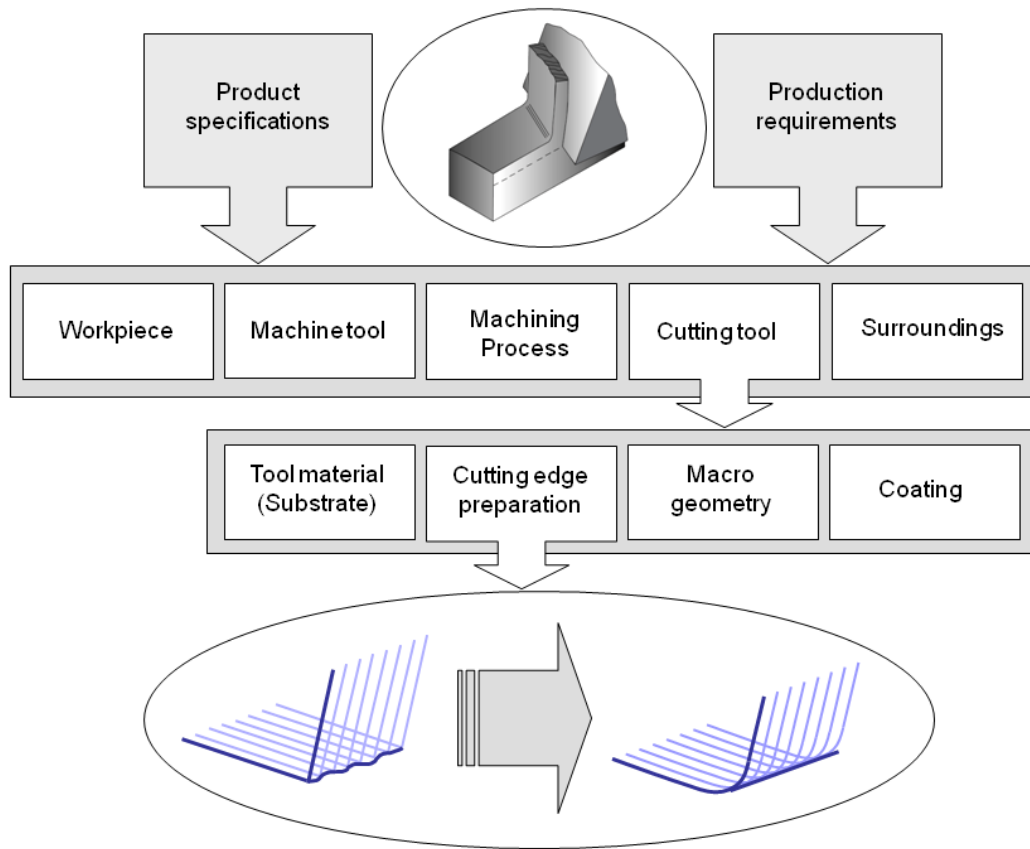 Product
specifications
Production
requirements
Workpiece
Machine tool
Machining
Process
Cutting tool
Surroundings
Tool material
(Substrate)
Cutting edge
preparation
Macro
geometry
Coating